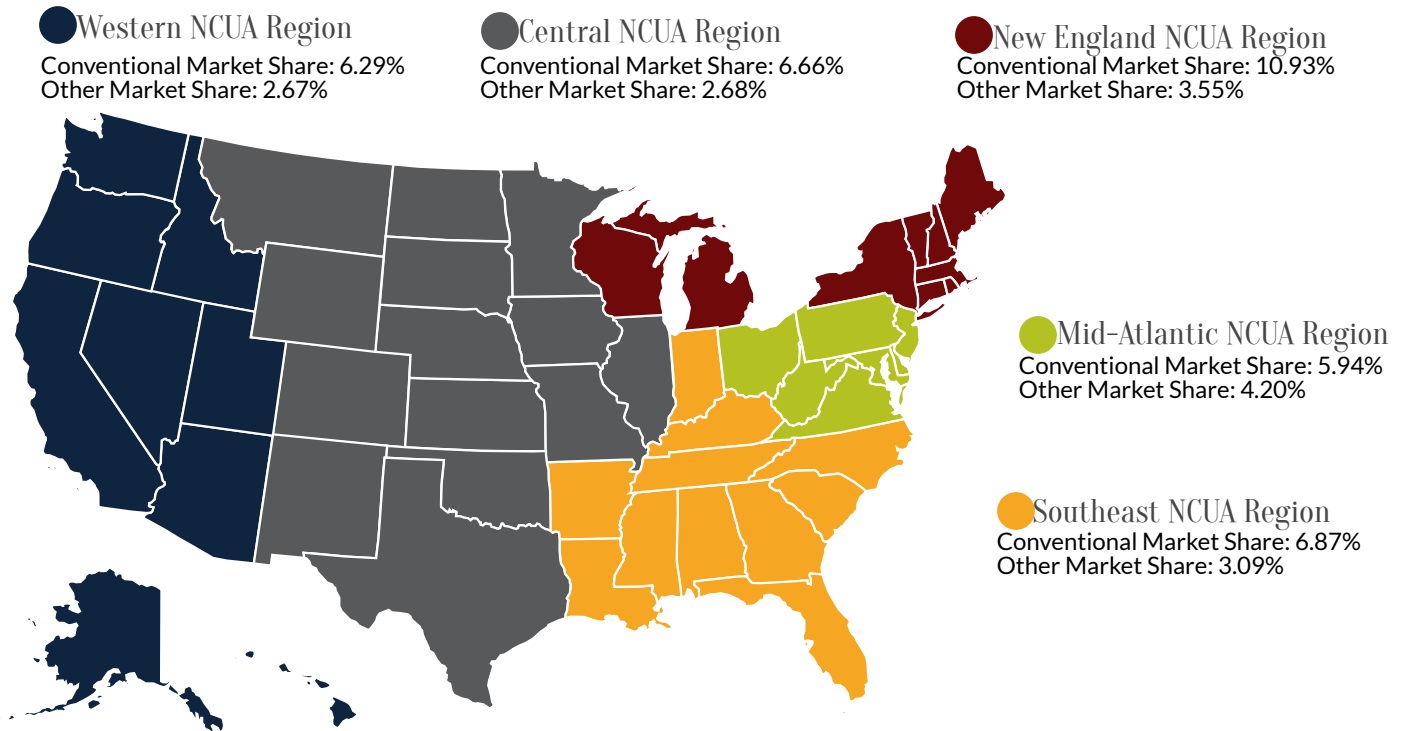 Western NCUA Region
Conventional Market Share: 6.29%
Other Market Share: 2.67%
Central NCUA Region
Conventional Market Share: 6.66%
Other Market Share: 2.68%
New England NCUA Region
Conventional Market Share: 10.93%
Other Market Share: 3.55%
Mid-Atlantic NCUA Region
Conventional Market Share: 5.94%
Other Market Share: 4.20%
Southeast NCUA Region
Conventional Market Share: 6.87%
Other Market Share: 3.09%